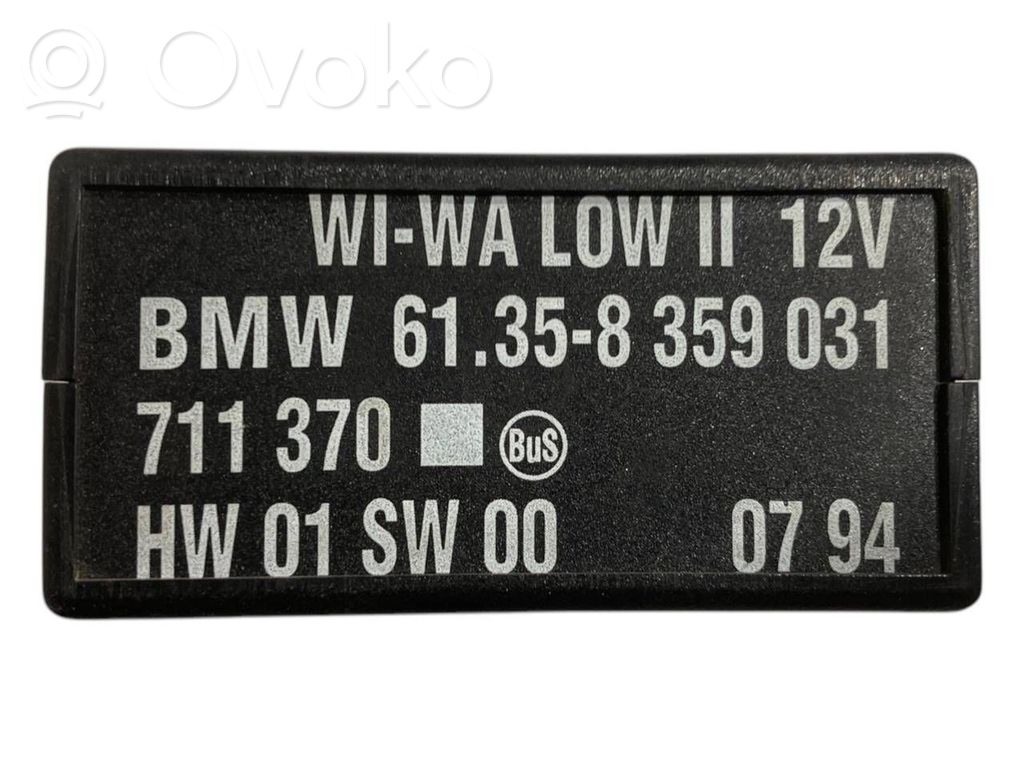 Ovoko
WI-WA LOW II 12V
BMW 61.35-8 359 031
711 370 BuS
HW 01 SW 00 07 94